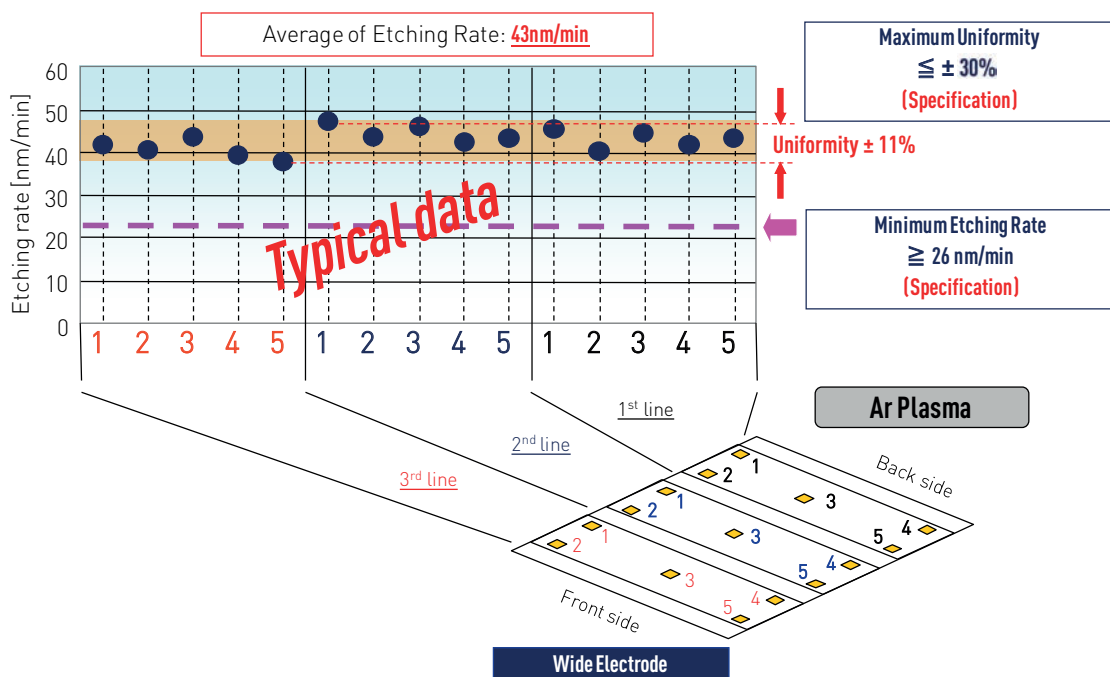 Average of Etching Rate: 43nm/min
Maximum Uniformity
≦ ± 30%
(Specification)
Etching rate [nm/min]
60
50
40
30
20
10
0
Uniformity ± 11%
Typical data
Minimum Etching Rate
≧ 26 nm/min
(Specification)
1 2 3 4 5 1 2 3 4 5 1 2 3 4 5
1st line
2nd line
3rd line
Ar Plasma
Back side
1
2
3
4
5
1
2
3
4
5
1
2
3
4
5
Front side
Wide Electrode